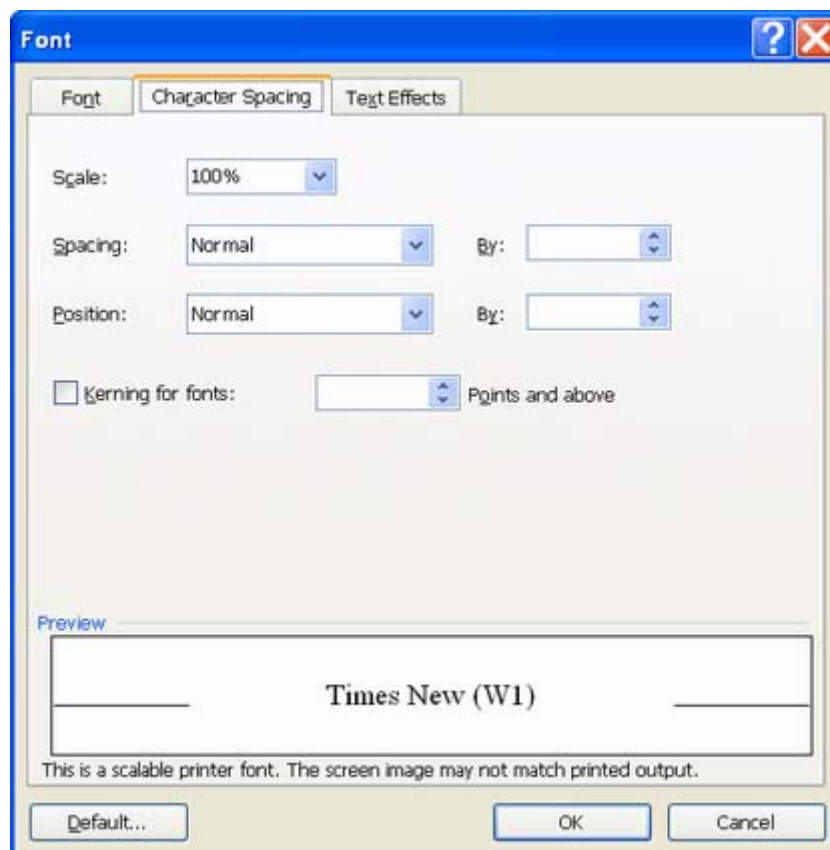 Font
Font Character Spacing Text Effects
Scale: 100%
Spacing: Normal By:
Position: Normal By:
Kerning for fonts: Points and above
Preview
Times New (W1)
This is a scalable printer font. The screen image may not match printed output.
Default... OK Cancel